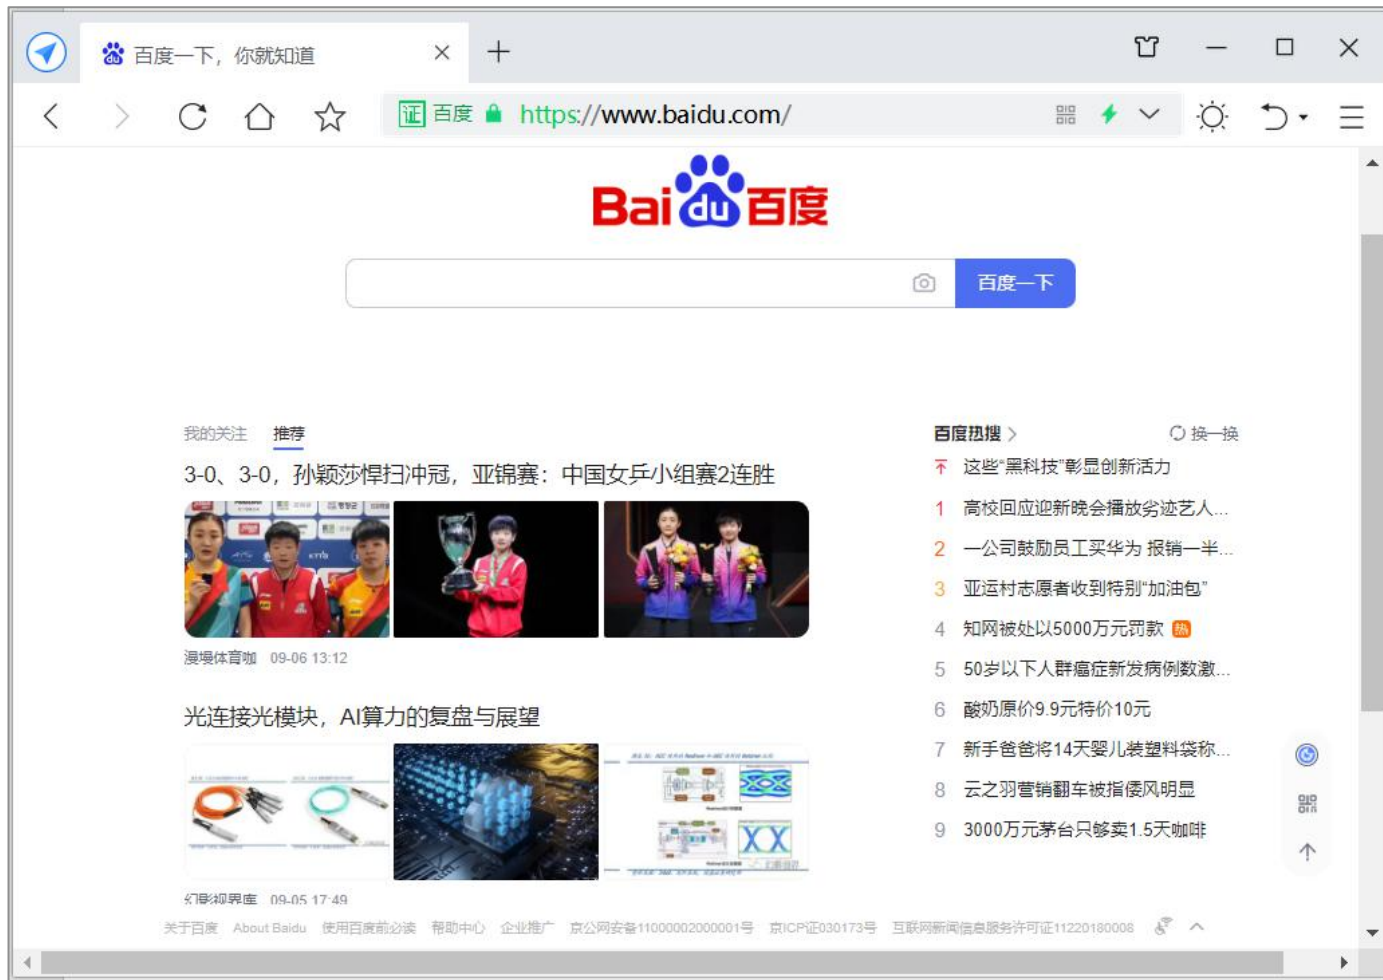 百度一下，你就知道
证 百度 https://www.baidu.com/
Bai du 百度
百度一下
我的关注 推荐
3-0、3-0，孙颖莎悍扫冲冠，亚锦赛：中国女乒小组赛2连胜
漫漫体育咖 09-06 13:12
光连接光模块，AI算力的复盘与展望
幻影视界库 09-05 17:49
百度热搜 换一换
这些“黑科技”彰显创新活力
1 高校回应迎新晚会播放劣迹艺人...
2 一公司鼓励员工买华为 报销一半...
3 亚运村志愿者收到特别“加油包”
4 知网被处以5000万元罚款 热
5 50岁以下人群癌症新发病例数激...
6 酸奶原价9.9元特价10元
7 新手爸爸将14天婴儿装塑料袋称...
8 云之羽营销翻车被指倭风明显
9 3000万元茅台只够卖1.5天咖啡
关于百度 About Baidu 使用百度前必读 帮助中心 企业推广 京公网安备11000002000001号 京ICP证030173号 互联网新闻信息服务许可证11220180008